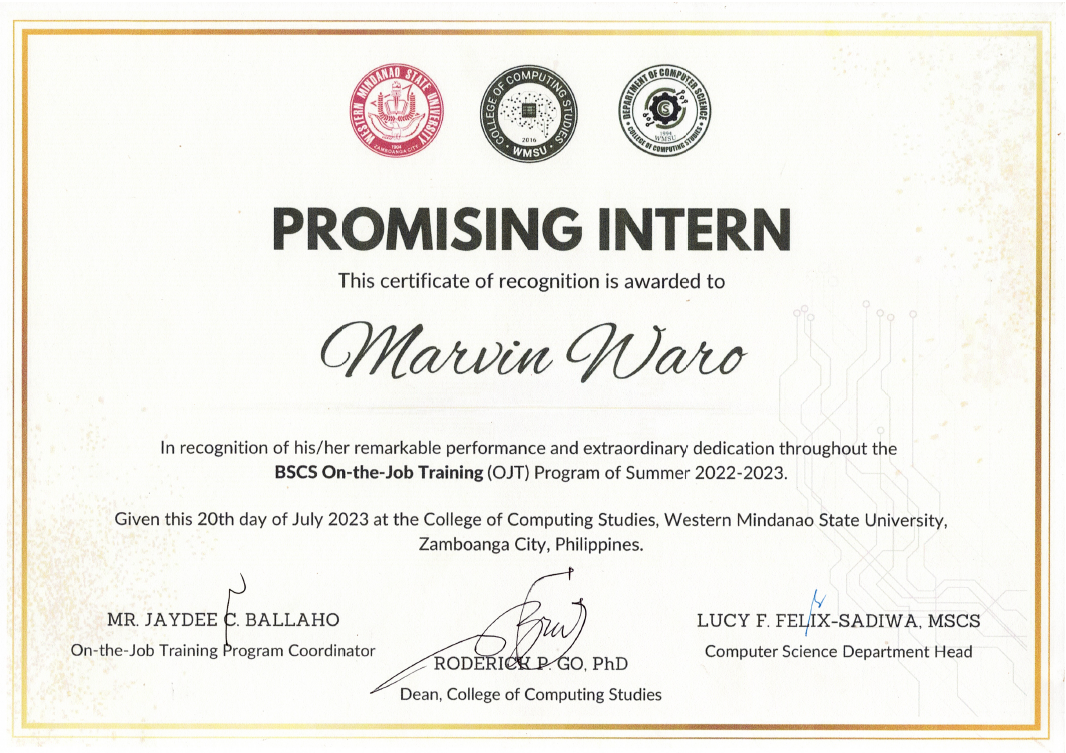 WESTERN MINDANAO STATE UNIVERSITY
1904
ZAMBOANGA CITY
COLLEGE OF COMPUTING STUDIES
2016
WMSU
DEPARTMENT OF COMPUTER SCIENCE
CS
1994
WMSU
COLLEGE OF COMPUTING STUDIES
PROMISING INTERN
This certificate of recognition is awarded to
Marvin Waro
In recognition of his/her remarkable performance and extraordinary dedication throughout the
BSCS On-the-Job Training (OJT) Program of Summer 2022-2023.
Given this 20th day of July 2023 at the College of Computing Studies, Western Mindanao State University,
Zamboanga City, Philippines.
MR. JAYDEE C. BALLAHO
On-the-Job Training Program Coordinator
RODERICK P. GO, PhD
Dean, College of Computing Studies
LUCY F. FELIX-SADIWA, MSCS
Computer Science Department Head